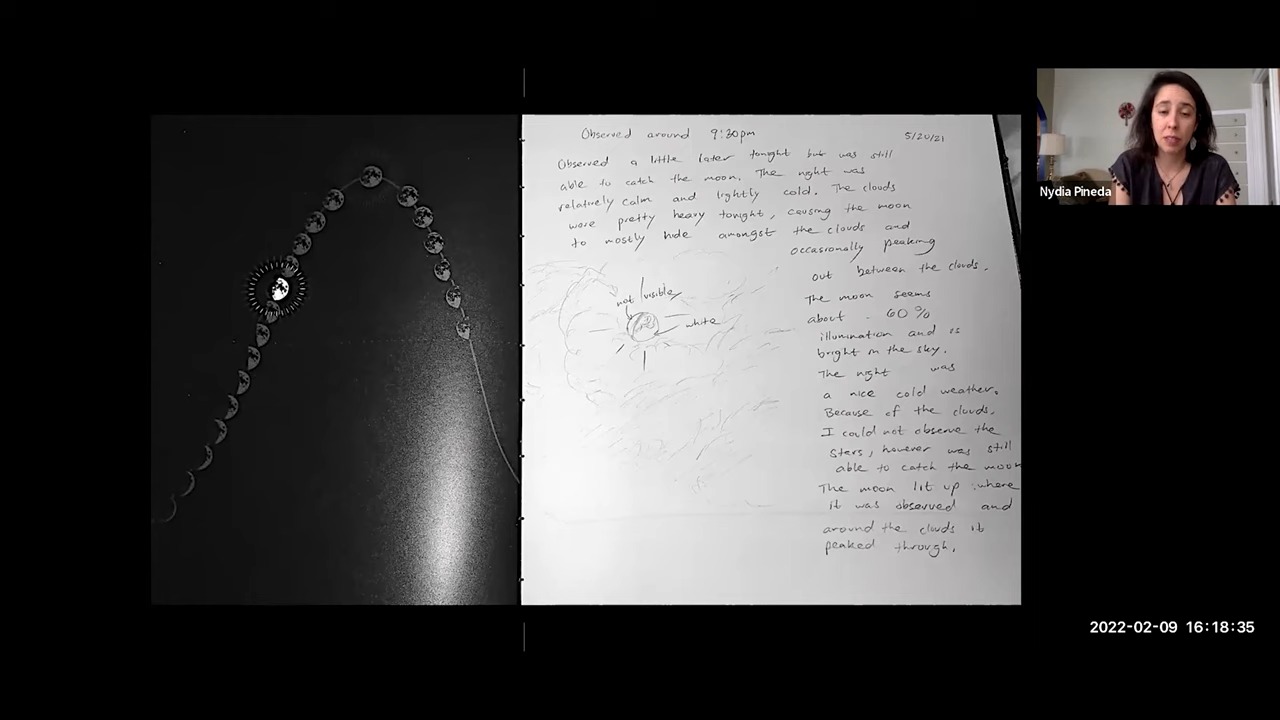 Observed around 9:30pm
5/20/21
Observed a little later tonight but was still
able to catch the moon. The night was
relatively calm and lightly cold. The clouds
were pretty heavy tonight, causing the moon
to mostly hide amongst the clouds and
occasionally peaking
out between the clouds.
The moon seems
about 60%
illumination and is
bright in the sky.
The night was
a nice cold weather.
Because of the clouds,
I could not observe the
stars, however was still
able to catch the moon
The moon lit up where
it was observed and
around the clouds it
peaked through.
not visible
white
Nydia Pineda
2022-02-09 16:18:35